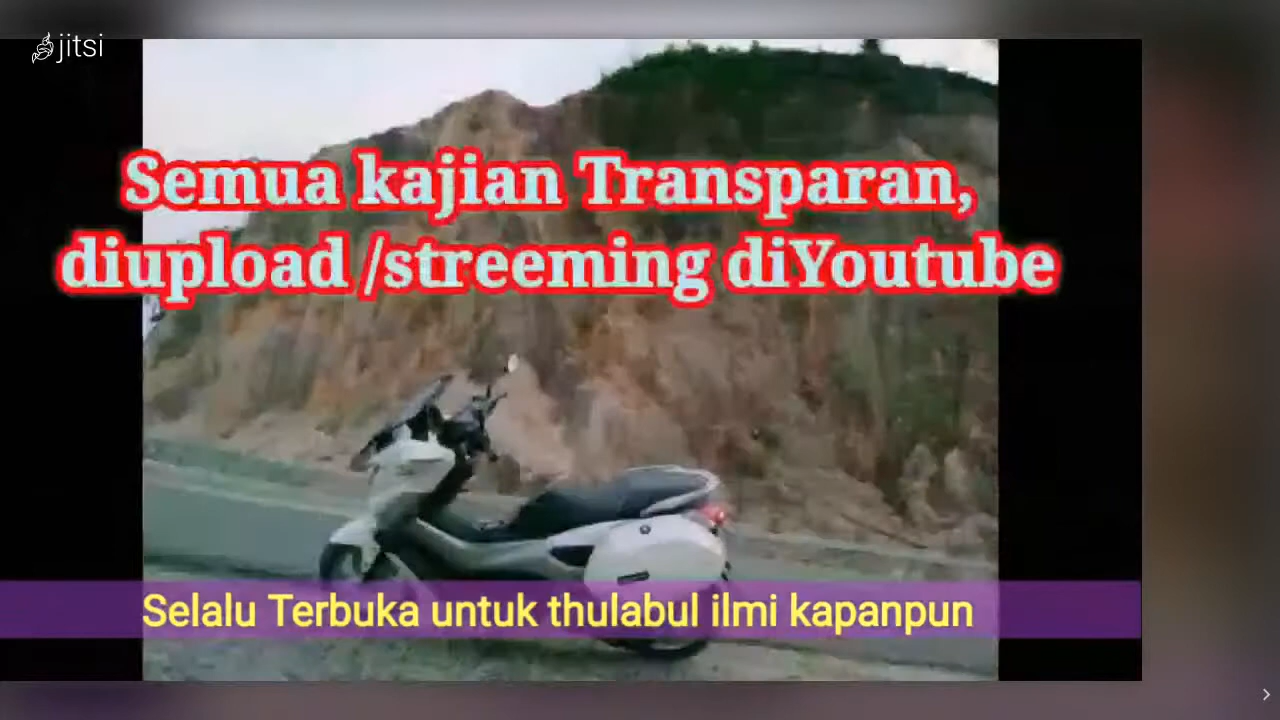 jitsi
Semua kajian Transparan,
diupload /streeming diYoutube
Selalu Terbuka untuk thulabul ilmi kapanpun